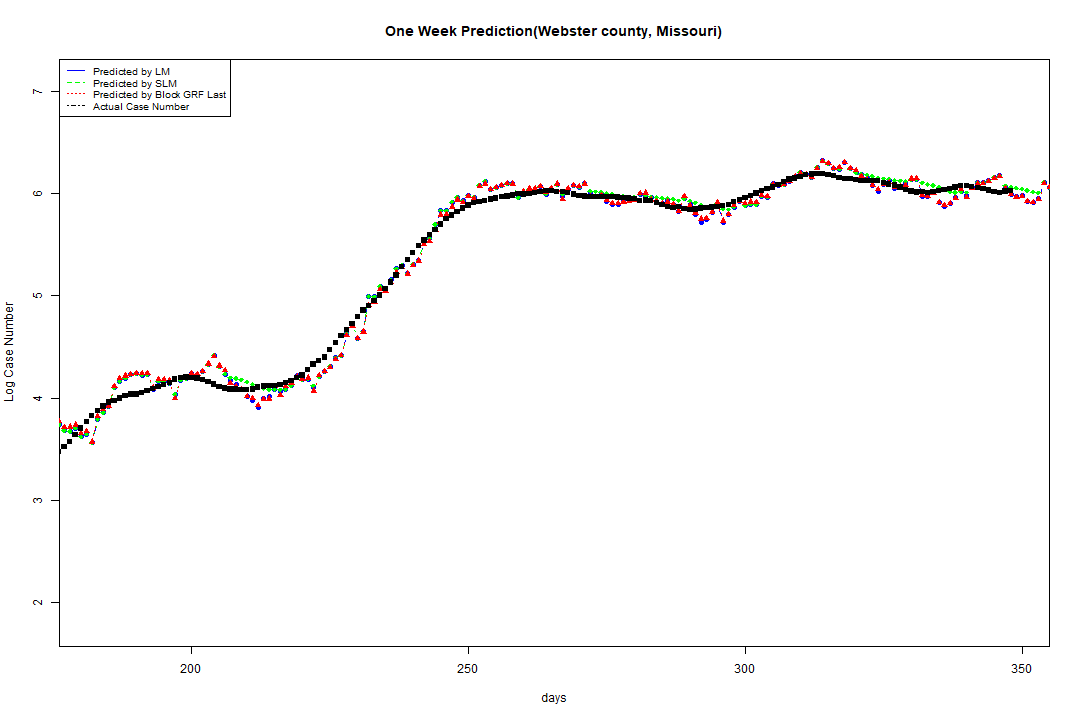 One Week Prediction(Webster county, Missouri)
Predicted by LM
Predicted by SLM
Predicted by Block GRF Last
Actual Case Number
7
6
5
4
3
2
Log Case Number
200 250 300 350
days